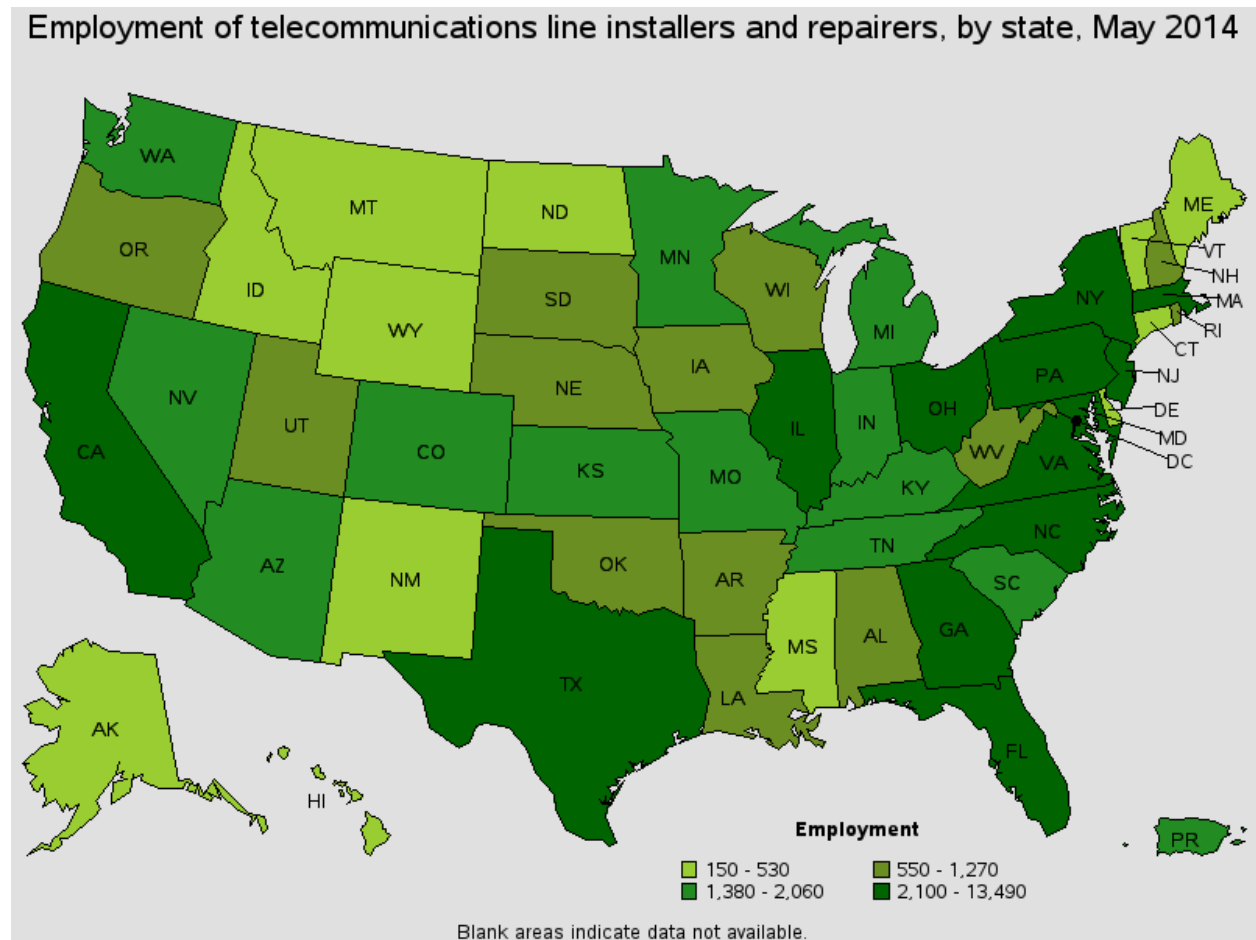 Employment of telecommunications line installers and repairers, by state, May 2014
WA
MT
ND
MN
ME
VT
NH
MA
RI
CT
NY
OR
ID
WY
SD
WI
MI
NV
UT
CO
NE
IA
IL
IN
OH
PA
NJ
DE
MD
DC
CA
KS
MO
KY
WV
VA
AZ
NM
OK
AR
TN
NC
SC
TX
LA
MS
AL
GA
FL
AK
HI
PR
Employment
150 - 530
550 - 1,270
1,380 - 2,060
2,100 - 13,490
Blank areas indicate data not available.